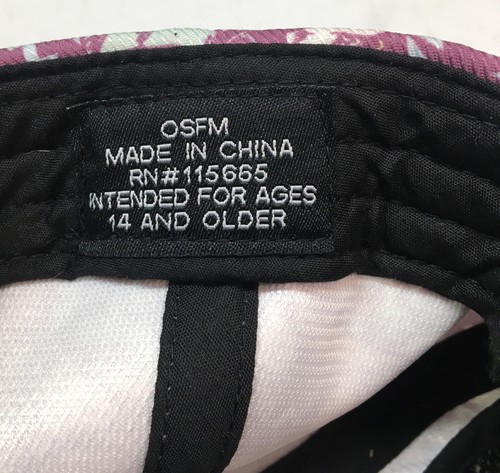 OSFM
MADE IN CHINA
RN#115665
INTENDED FOR AGES
14 AND OLDER